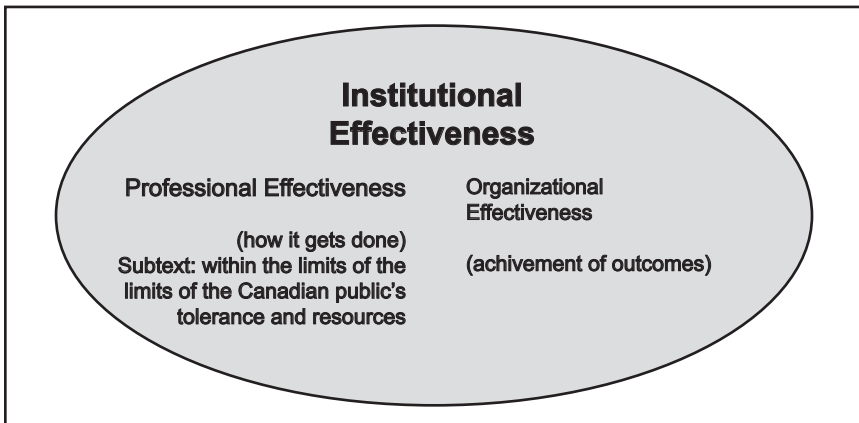 Institutional
Effectiveness
Professional Effectiveness
(how it gets done)
Subtext: within the limits of the
limits of the Canadian public's
tolerance and resources
Organizational
Effectiveness
(achivement of outcomes)